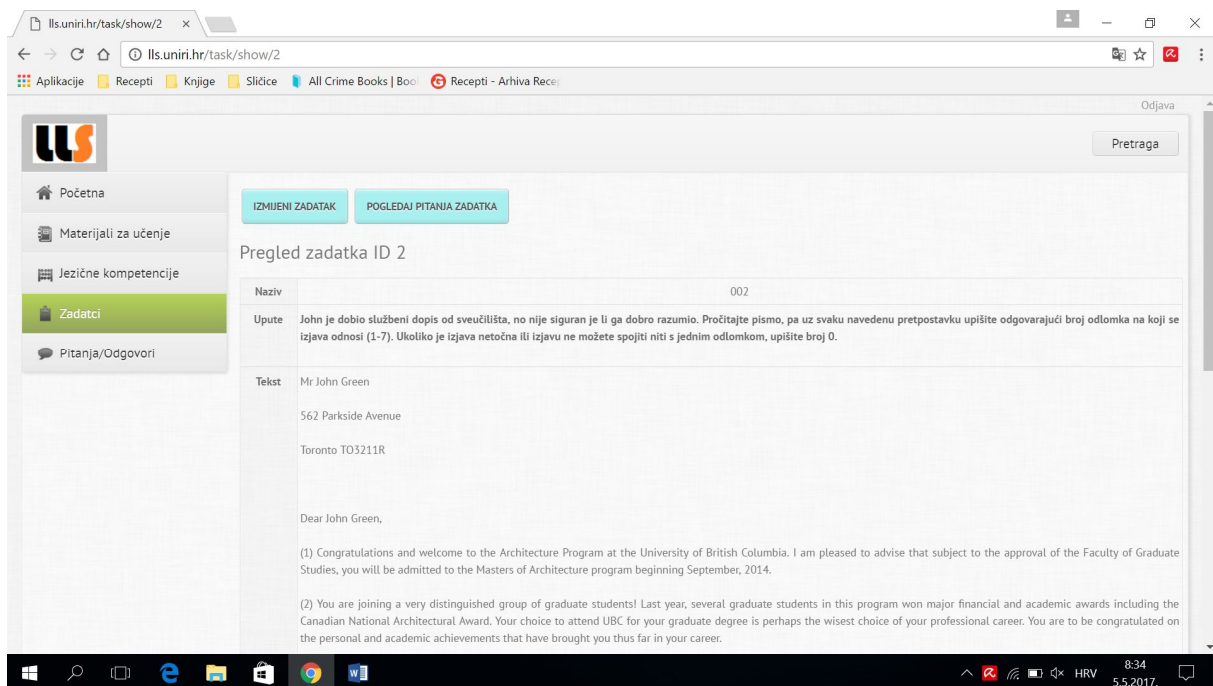 lls.uniri.hr/task/show/2
lls.uniri.hr/task/show/2
Aplikacije Recepti Knjige Sličice All Crime Books | Boo Recepti - Arhiva Rece
Odjava
LLS
Pretraga
Početna
Materijali za učenje
Jezične kompetencije
Zadatci
Pitanja/Odgovori
IZMIJENI ZADATAK POGLEDAJ PITANJA ZADATKA
Pregled zadatka ID 2
Naziv 002
Upute John je dobio službeni dopis od sveučilišta, no nije siguran je li ga dobro razumio. Pročitajte pismo, pa uz svaku navedenu pretpostavku upišite odgovarajući broj odlomka na koji se
izjava odnosi (1-7). Ukoliko je izjava netočna ili izjavu ne možete spojiti niti s jednim odlomkom, upišite broj 0.
Tekst Mr John Green
562 Parkside Avenue
Toronto TO3211R
Dear John Green,
(1) Congratulations and welcome to the Architecture Program at the University of British Columbia. I am pleased to advise that subject to the approval of the Faculty of Graduate
Studies, you will be admitted to the Masters of Architecture program beginning September, 2014.
(2) You are joining a very distinguished group of graduate students! Last year, several graduate students in this program won major financial and academic awards including the
Canadian National Architectural Award. Your choice to attend UBC for your graduate degree is perhaps the wisest choice of your professional career. You are to be congratulated on
the personal and academic achievements that have brought you thus far in your career.
HRV 8:34
5.5.2017.